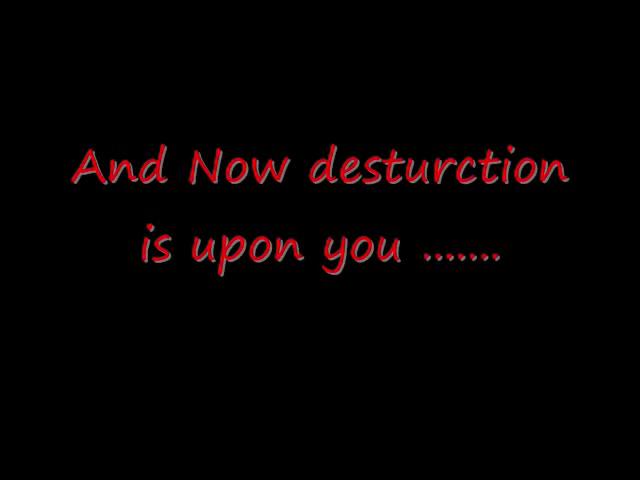 And Now desturction
is upon you .......